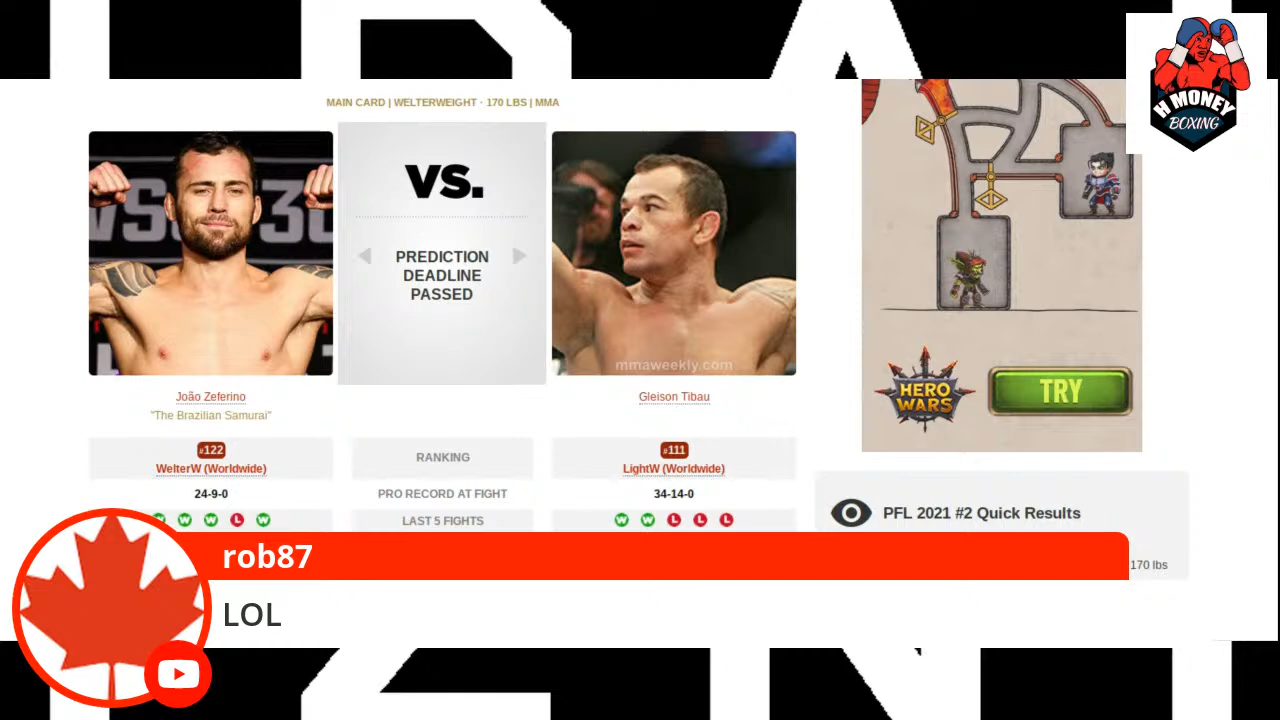 MAIN CARD | WELTERWEIGHT · 170 LBS | MMA
H MONEY
BOXING
VS.
PREDICTION
DEADLINE
PASSED
mmaweekly.com
HERO
WARS
TRY
João Zeferino
Gleison Tibau
"The Brazilian Samurai"
#122
RANKING
#111
WelterW (Worldwide)
LightW (Worldwide)
24-9-0
PRO RECORD AT FIGHT
34-14-0
W W W L W
LAST 5 FIGHTS
W W L L L
PFL 2021 #2 Quick Results
170 lbs
rob87
LOL